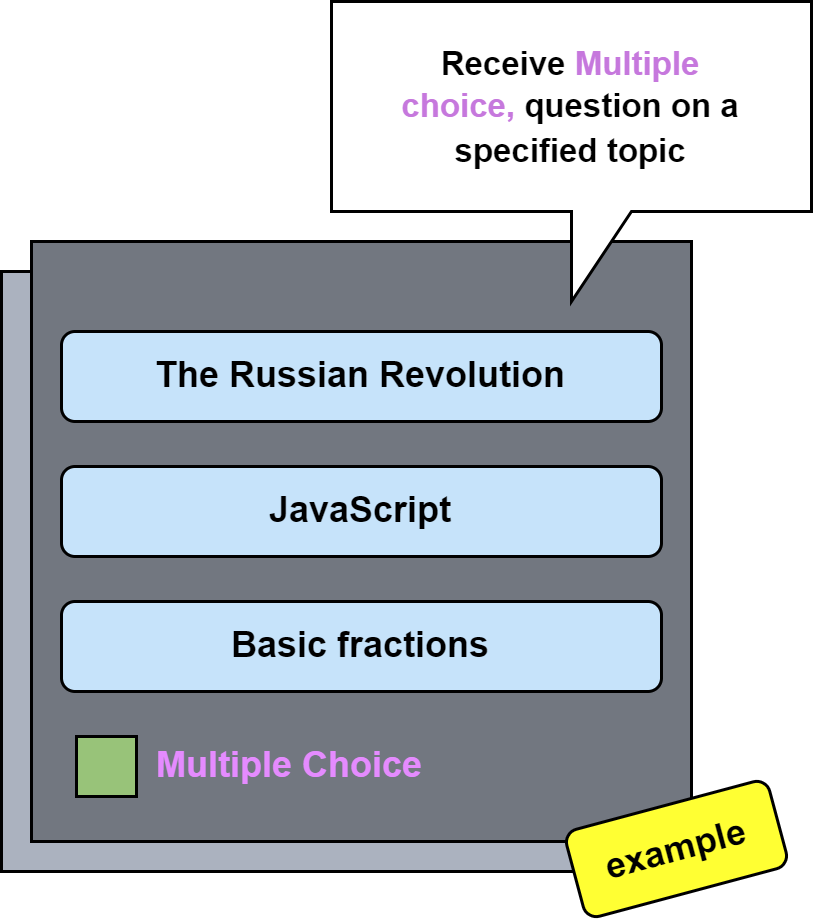 Receive Multiple
choice, question on a
specified topic
The Russian Revolution
JavaScript
Basic fractions
Multiple Choice
example